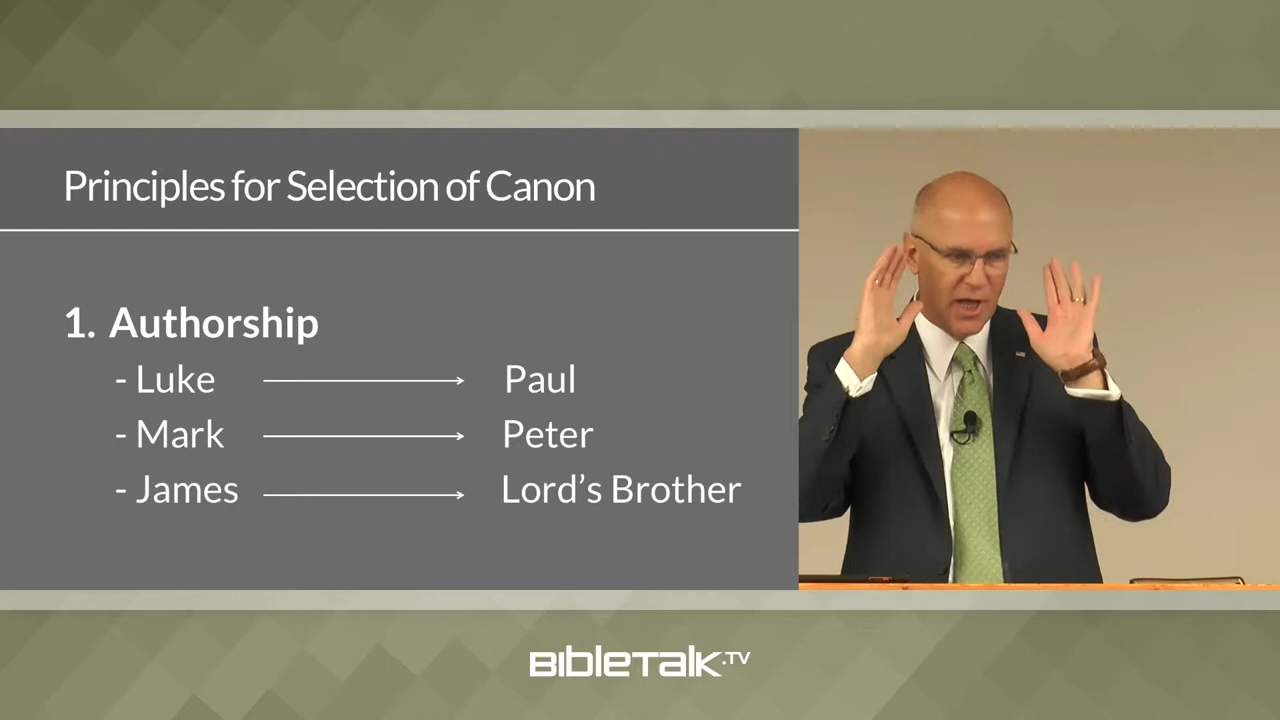 Principles for Selection of Canon
1. Authorship
- Luke → Paul
- Mark → Peter
- James → Lord’s Brother
BibleTalk.TV